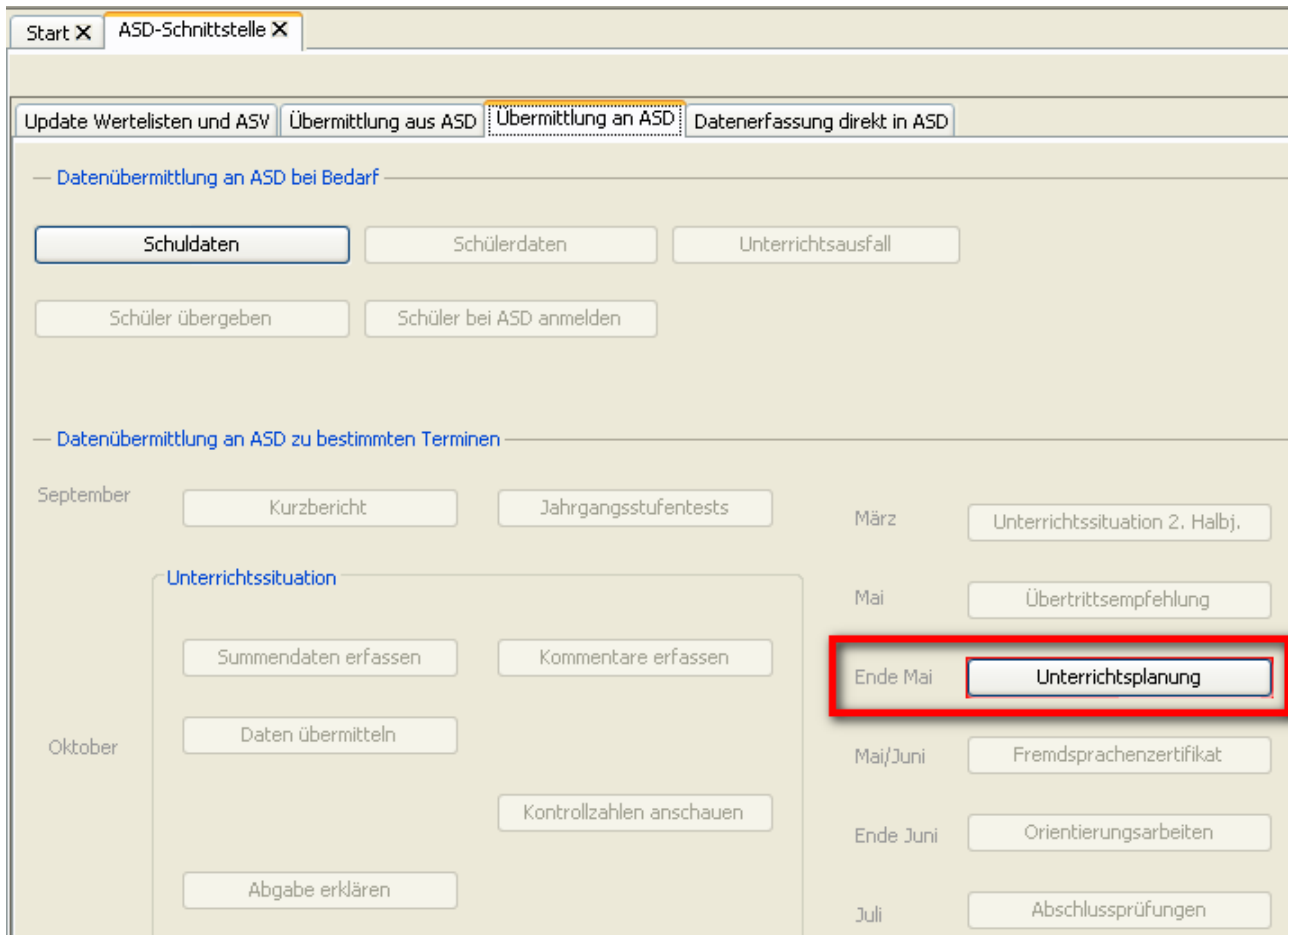 Start X ASD-Schnittstelle X
Update Wertelisten und ASV Übermittlung aus ASD Übermittlung an ASD Datenerfassung direkt in ASD
Datenübermittlung an ASD bei Bedarf
Schuldaten Schülerdaten Unterrichtsausfall
Schüler übergeben Schüler bei ASD anmelden
Datenübermittlung an ASD zu bestimmten Terminen
September Kurzbericht Jahrgangsstufentests
Unterrichtssituation
Summendaten erfassen Kommentare erfassen
Oktober Daten übermitteln
Kontrollzahlen anschauen
Abgabe erklären
März Unterrichtssituation 2. Halbj.
Mai Übertrittsempfehlung
Ende Mai Unterrichtsplanung
Mai/Juni Fremdsprachenzertifikat
Ende Juni Orientierungsarbeiten
Juli Abschlussprüfungen